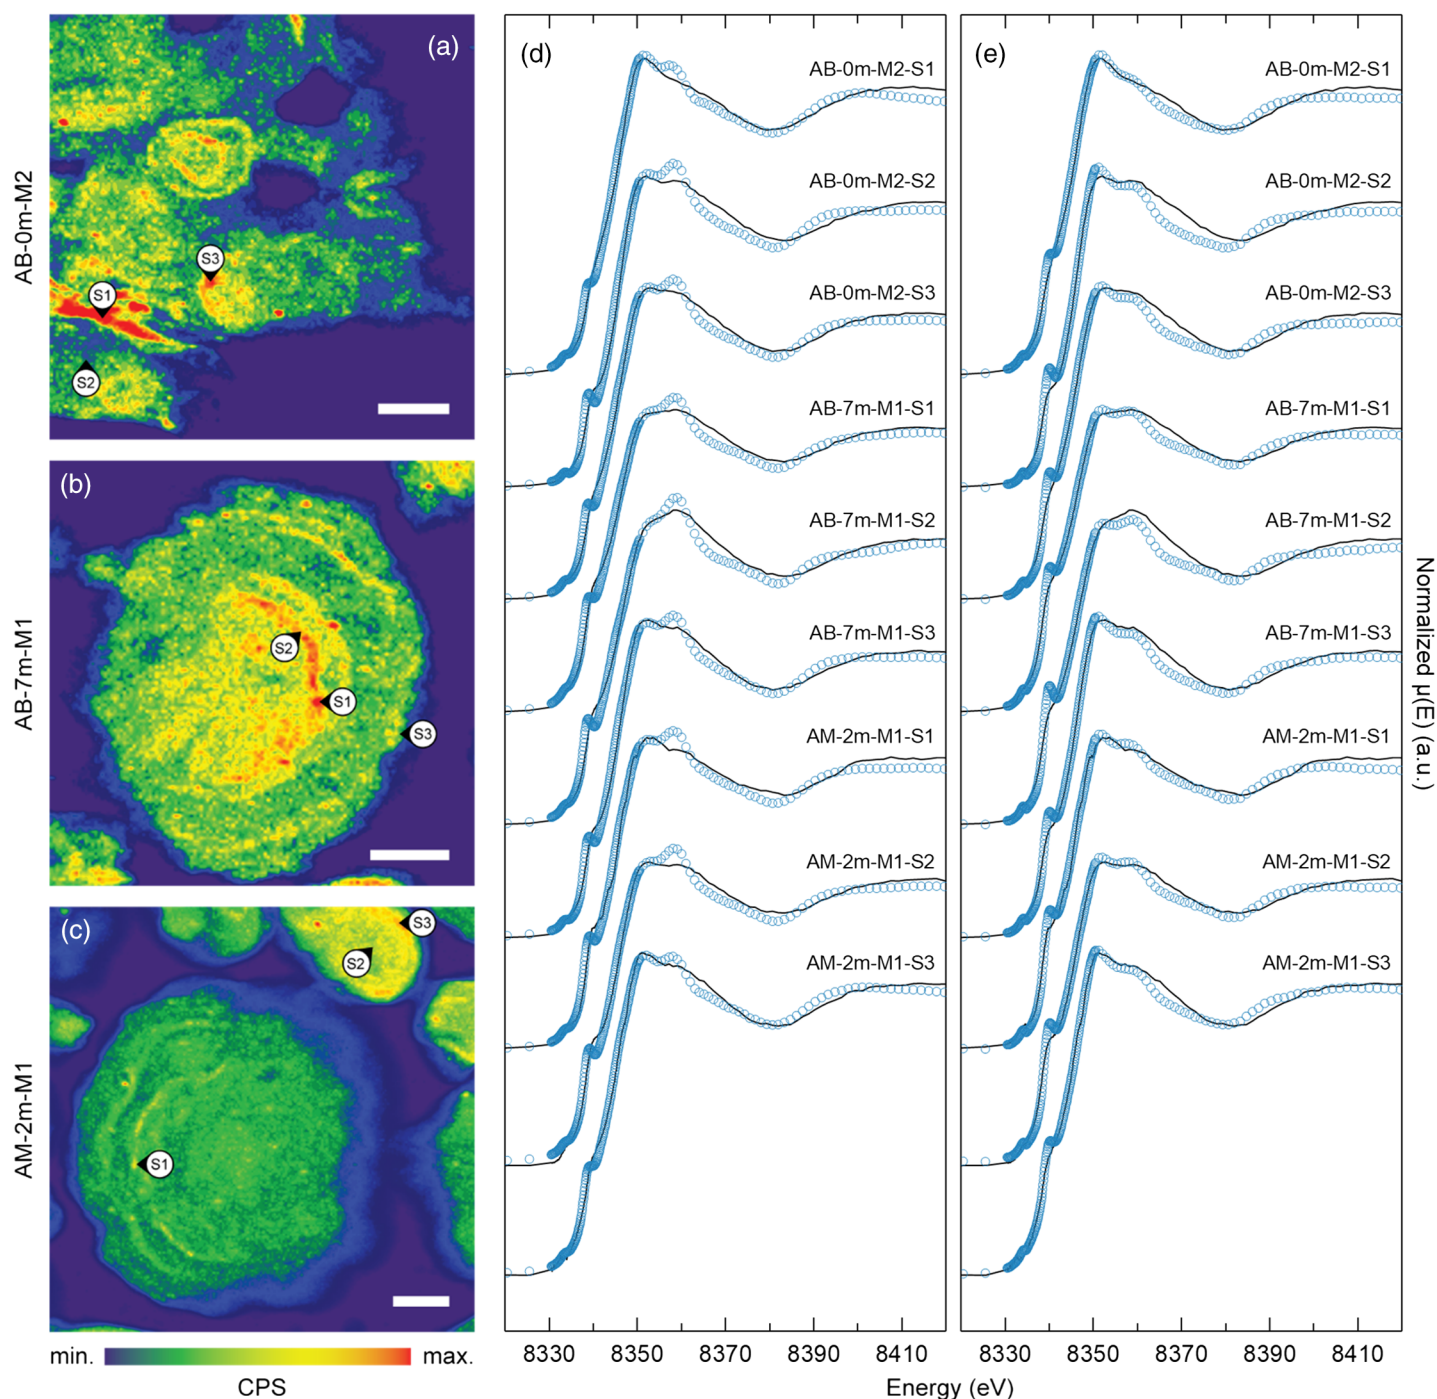 AB-0m-M2
(a)
S3
S1
S2
AB-7m-M1
(b)
S2
S1
S3
AM-2m-M1
(c)
S3
S2
S1
min.
max.
CPS
(d)
AB-0m-M2-S1
AB-0m-M2-S2
AB-0m-M2-S3
AB-7m-M1-S1
AB-7m-M1-S2
AB-7m-M1-S3
AM-2m-M1-S1
AM-2m-M1-S2
AM-2m-M1-S3
8330 8350 8370 8390 8410
(e)
AB-0m-M2-S1
AB-0m-M2-S2
AB-0m-M2-S3
AB-7m-M1-S1
AB-7m-M1-S2
AB-7m-M1-S3
AM-2m-M1-S1
AM-2m-M1-S2
AM-2m-M1-S3
8330 8350 8370 8390 8410
Energy (eV)
Normalized μ(E) (a.u.)